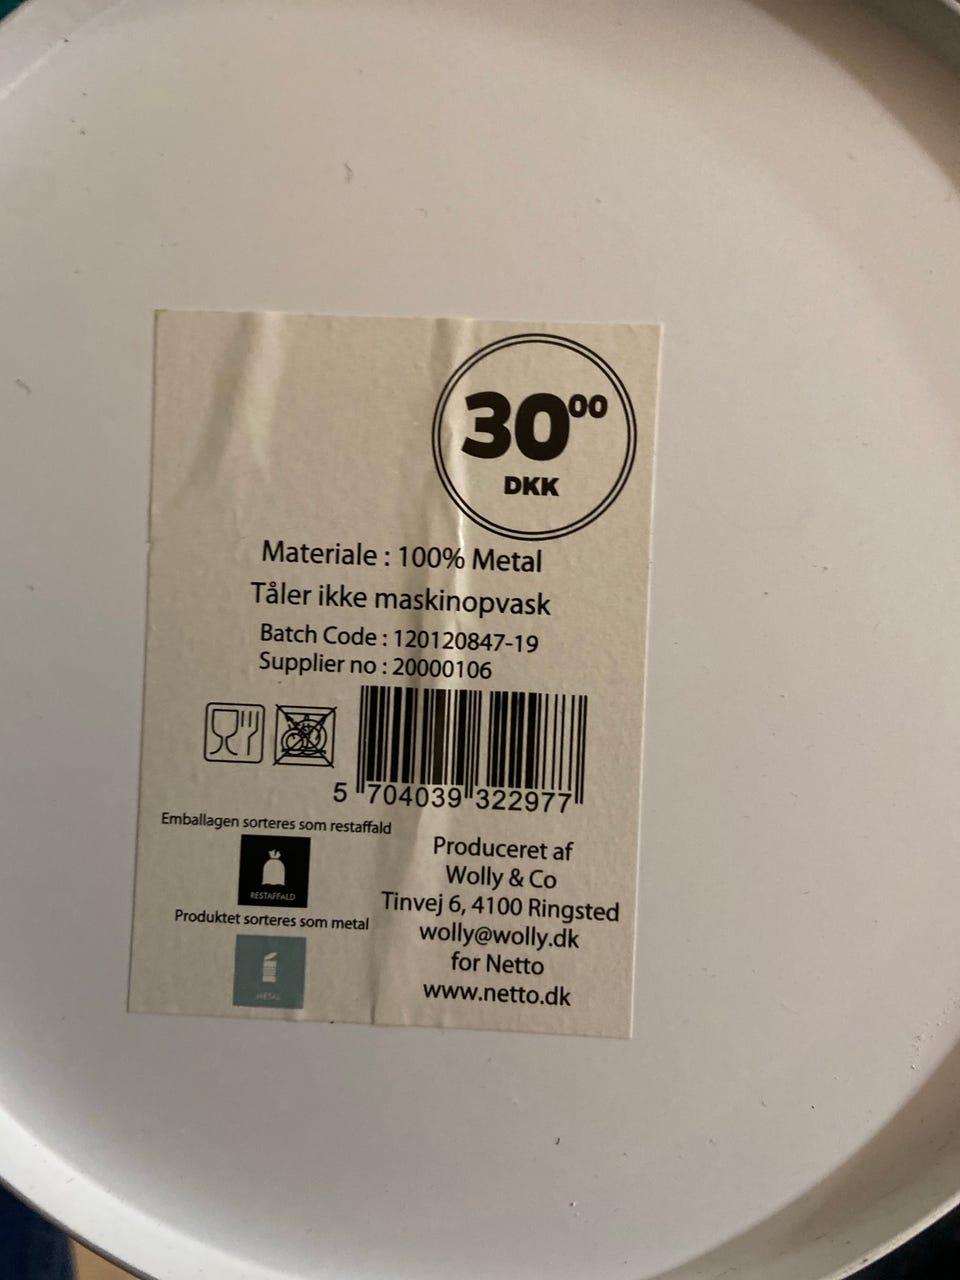 30⁰⁰
DKK
Materiale : 100% Metal
Tåler ikke maskinopvask
Batch Code : 120120847-19
Supplier no : 20000106
5 704039 322977
Emballagen sorteres som restaffald
RESTAFFALD
Produktet sorteres som metal
METAL
Produceret af
Wolly & Co
Tinvej 6, 4100 Ringsted
wolly@wolly.dk
for Netto
www.netto.dk